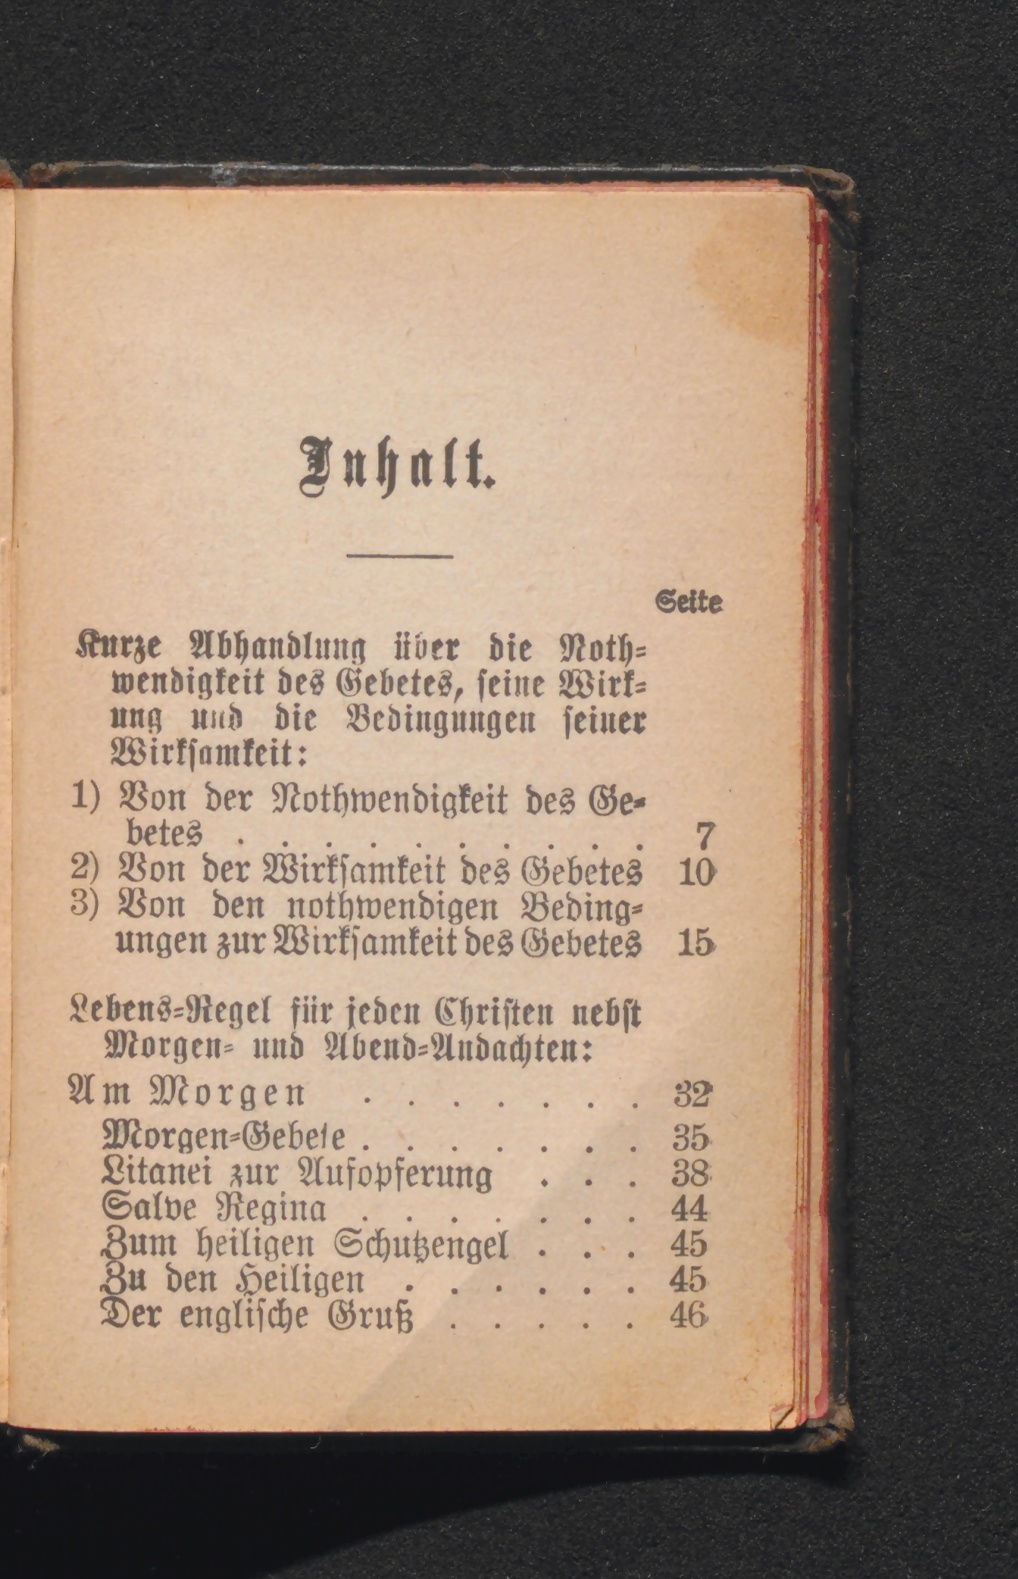 Inhalt.
Seite
Kurze Abhandlung über die Noth-
wendigkeit des Gebetes, seine Wirk-
ung und die Bedingungen seiner
Wirksamkeit:
1) Von der Nothwendigkeit des Ge-
betes . . . . . . . . . . 7
2) Von der Wirksamkeit des Gebetes 10
3) Von den nothwendigen Beding-
ungen zur Wirksamkeit des Gebetes 15
Lebens-Regel für jeden Christen nebst
Morgen- und Abend-Andachten:
Am Morgen . . . . . . . 32
Morgen-Gebete . . . . . . . 35
Litanei zur Aufopferung . . . 38
Salve Regina . . . . . . . 44
Zum heiligen Schutzengel . . . 45
Zu den Heiligen . . . . . . 45
Der englische Gruß . . . . . 46